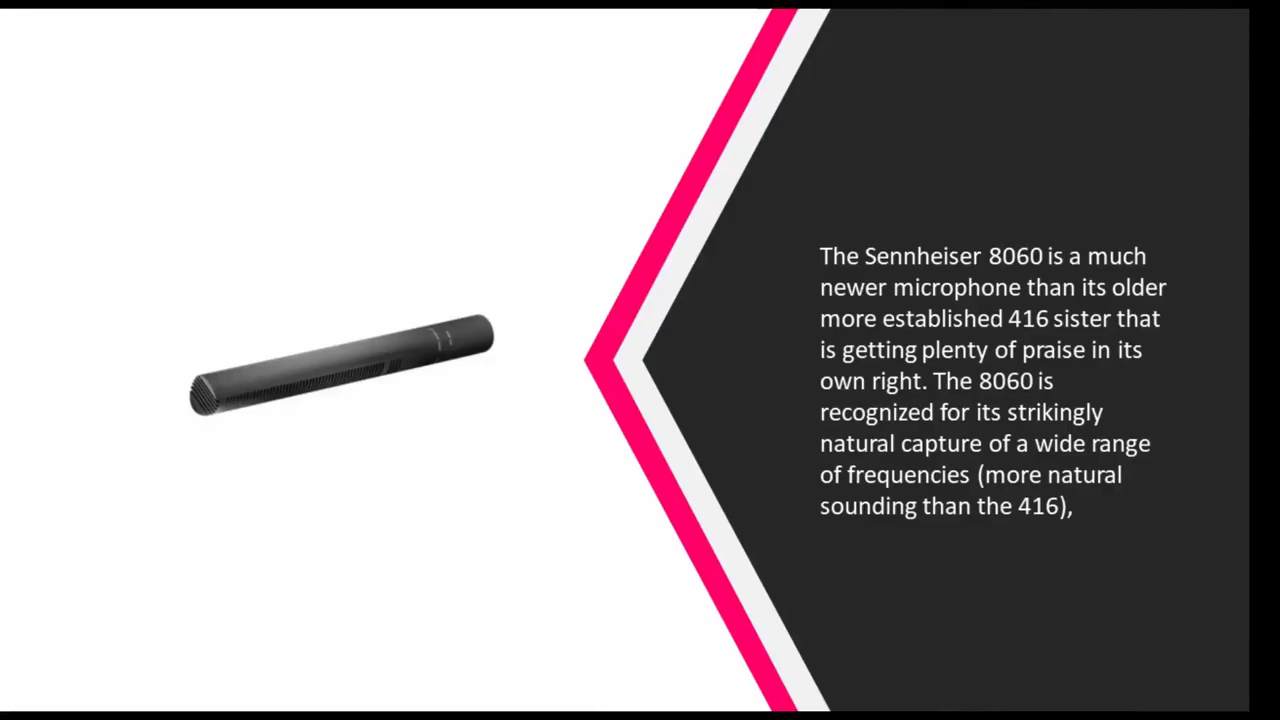 The Sennheiser 8060 is a much
newer microphone than its older
more established 416 sister that
is getting plenty of praise in its
own right. The 8060 is
recognized for its strikingly
natural capture of a wide range
of frequencies (more natural
sounding than the 416),